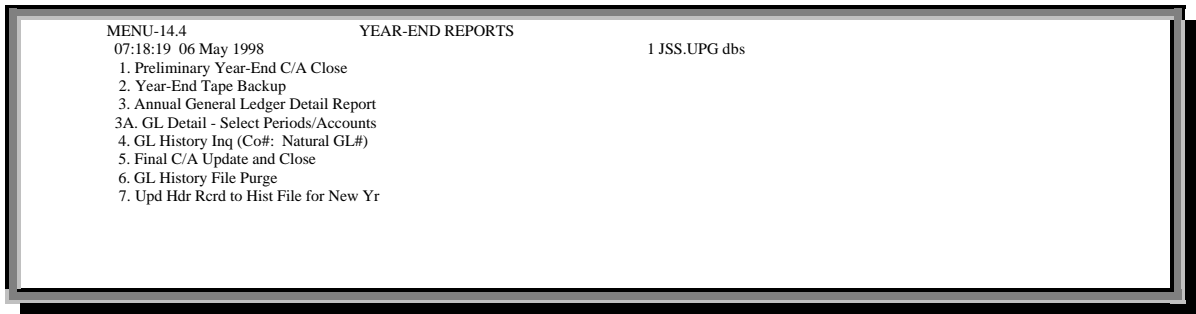 MENU-14.4 YEAR-END REPORTS
07:18:19 06 May 1998 1 JSS.UPG dbs
1. Preliminary Year-End C/A Close
2. Year-End Tape Backup
3. Annual General Ledger Detail Report
3A. GL Detail - Select Periods/Accounts
4. GL History Inq (Co#: Natural GL#)
5. Final C/A Update and Close
6. GL History File Purge
7. Upd Hdr Rcrd to Hist File for New Yr